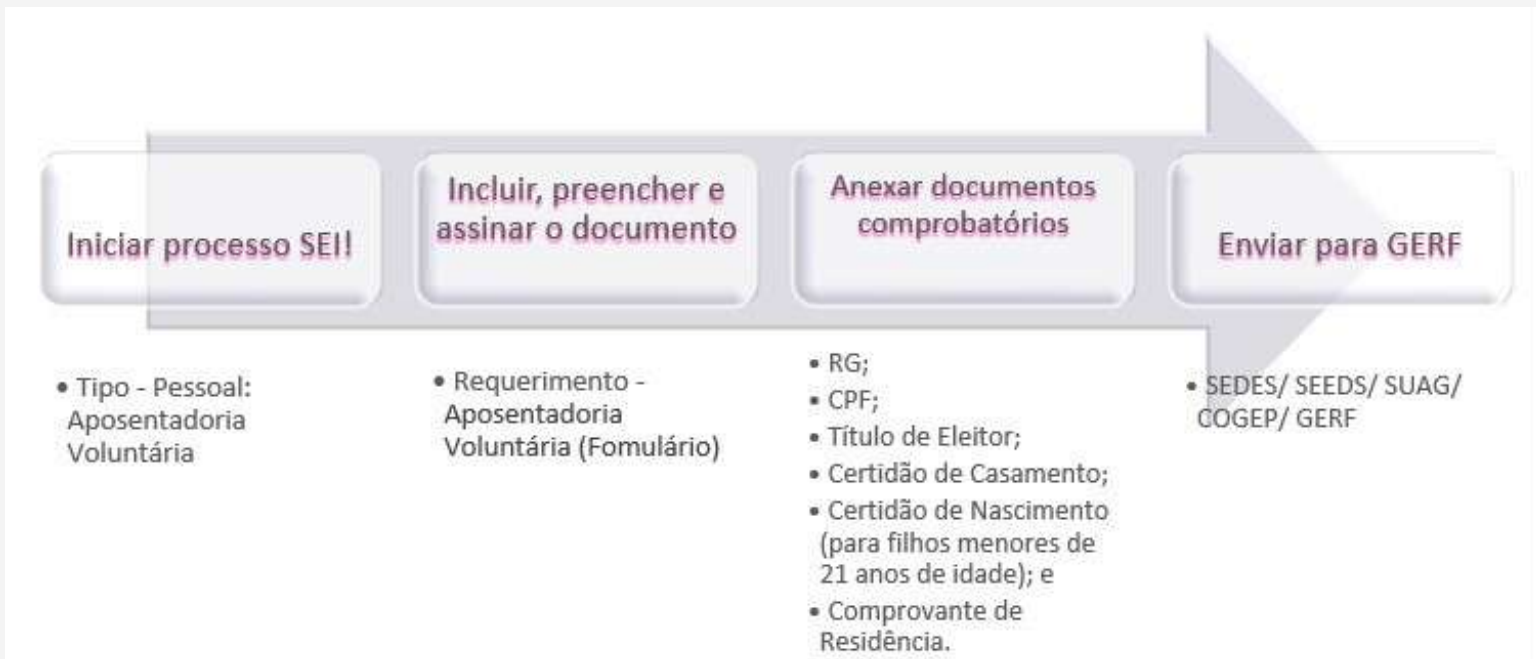 Iniciar processo SEI!
• Tipo - Pessoal:
Aposentadoria
Voluntária
Incluir, preencher e
assinar o documento
• Requerimento -
Aposentadoria
Voluntária (Fomulário)
Anexar documentos
comprobatórios
• RG;
• CPF;
• Título de Eleitor;
• Certidão de Casamento;
• Certidão de Nascimento
(para filhos menores de
21 anos de idade); e
• Comprovante de
Residência.
Enviar para GERF
• SEDES/ SEEDS/ SUAG/
COGEP/ GERF